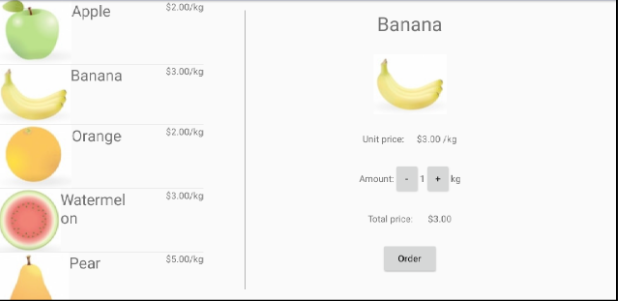 Apple
$2.00/kg
Banana
$3.00/kg
Orange
$2.00/kg
Watermel
on
$3.00/kg
Pear
$5.00/kg
Banana
Unit price: $3.00 /kg
Amount: - 1 + kg
Total price: $3.00
Order